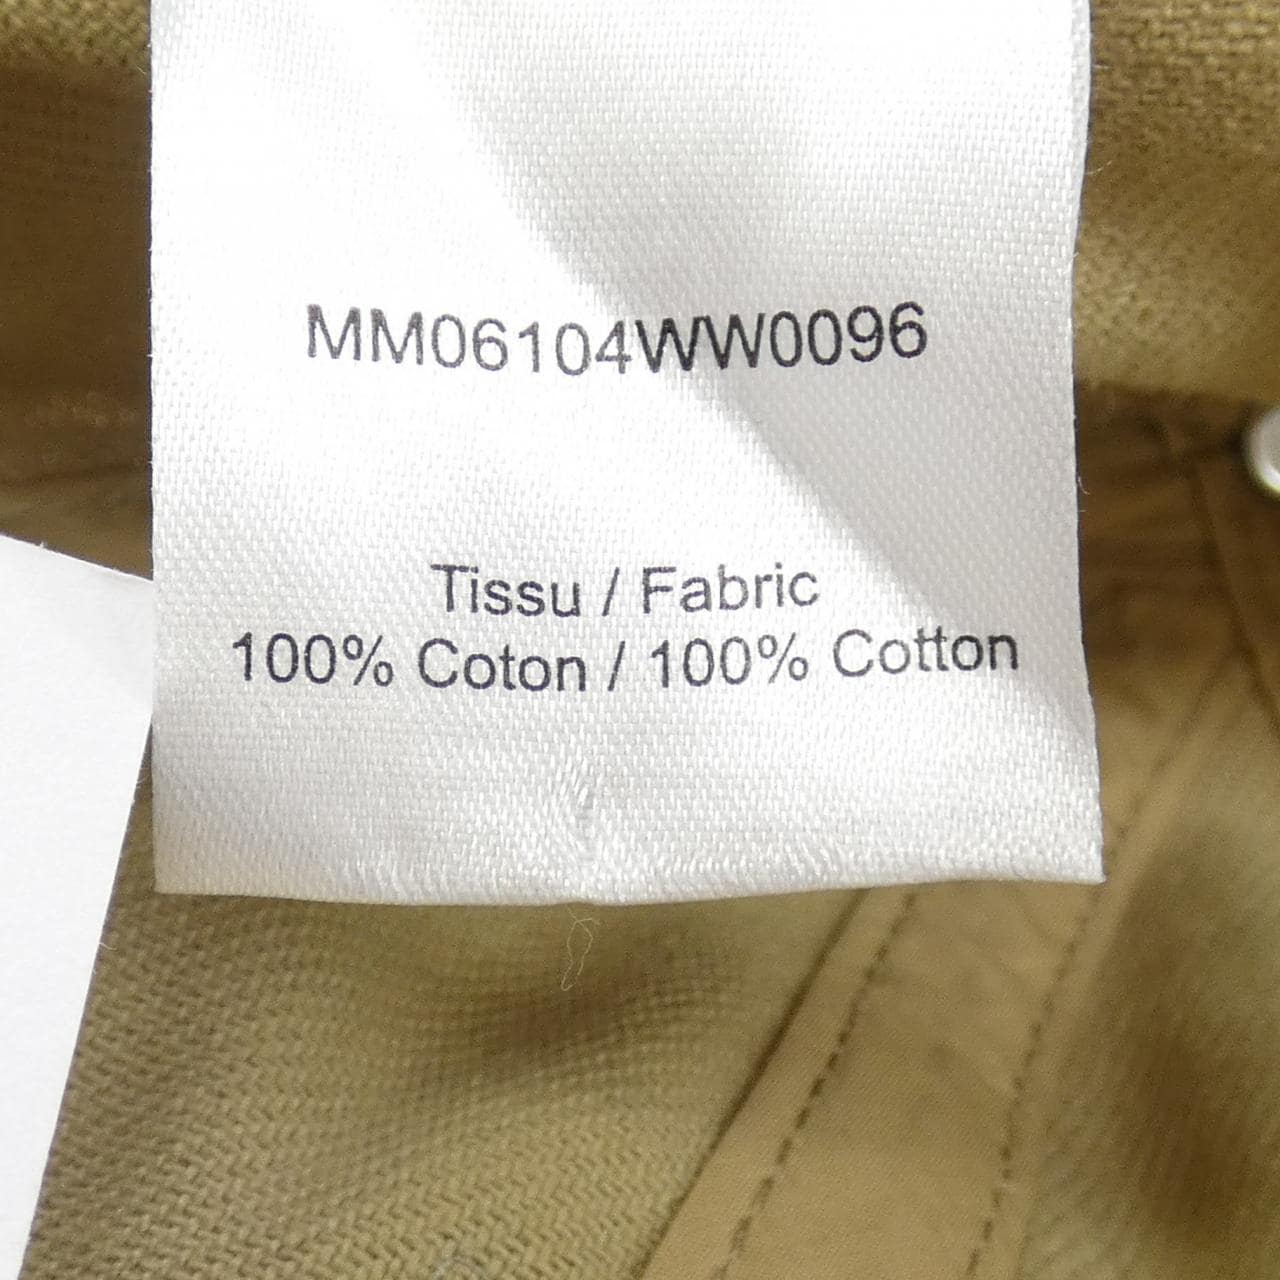 MM06104WW0096
Tissu / Fabric
100% Coton / 100% Cotton